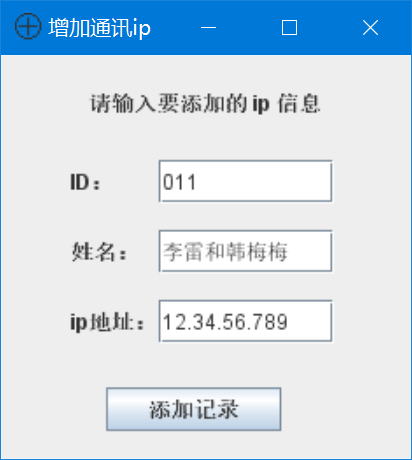 增加通讯ip
请输入要添加的 ip 信息
ID： 011
姓名： 李雷和韩梅梅
ip地址： 12.34.56.789
添加记录